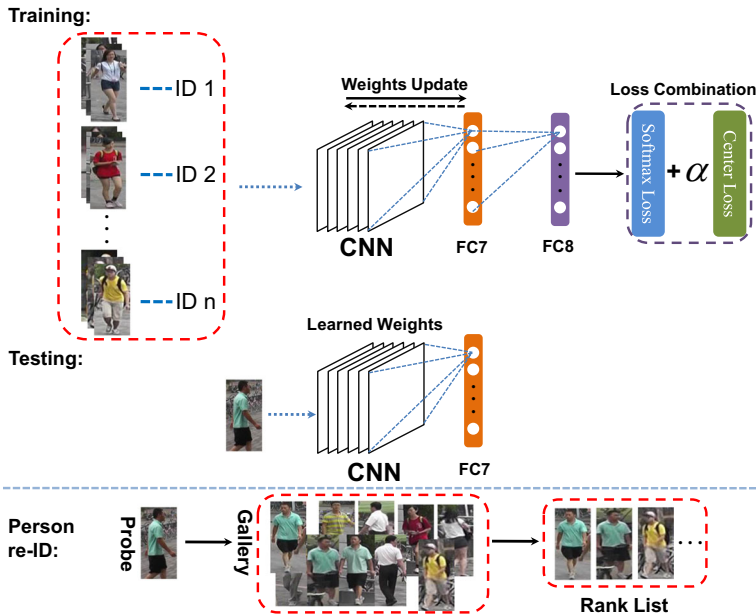 Training:
ID 1
ID 2
ID n
Weights Update
CNN
FC7
FC8
Loss Combination
Softmax Loss
+ α
Center Loss
Testing:
Learned Weights
CNN
FC7
Person
re-ID:
Probe
Gallery
Rank List